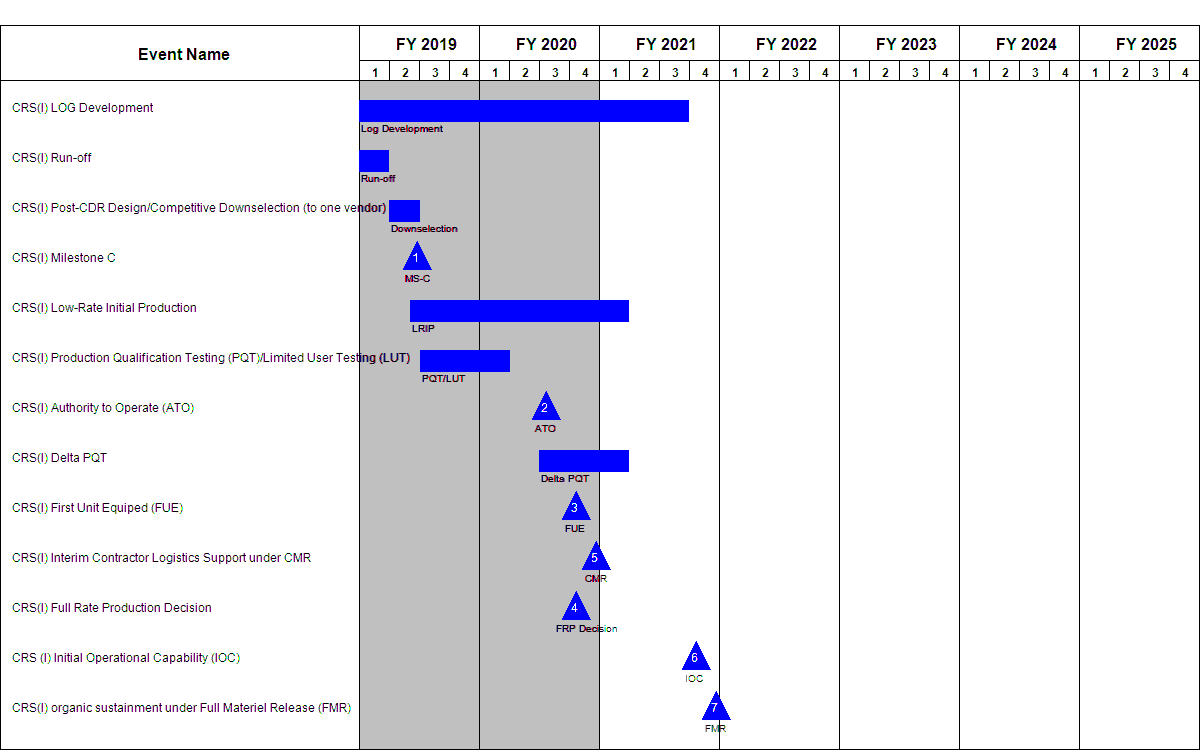 Event Name
FY 2019 FY 2020 FY 2021 FY 2022 FY 2023 FY 2024 FY 2025
1 2 3 4 1 2 3 4 1 2 3 4 1 2 3 4 1 2 3 4 1 2 3 4 1 2 3 4
CRS(I) LOG Development
Log Development
CRS(I) Run-off
Run-off
CRS(I) Post-CDR Design/Competitive Downselection (to one vendor)
Downselection
CRS(I) Milestone C
1
MS-C
CRS(I) Low-Rate Initial Production
LRIP
CRS(I) Production Qualification Testing (PQT)/Limited User Testing (LUT)
PQT/LUT
CRS(I) Authority to Operate (ATO)
2
ATO
CRS(I) Delta PQT
Delta PQT
CRS(I) First Unit Equiped (FUE)
3
FUE
CRS(I) Interim Contractor Logistics Support under CMR
5
CMR
CRS(I) Full Rate Production Decision
4
FRP Decision
CRS (I) Initial Operational Capability (IOC)
6
IOC
CRS(I) organic sustainment under Full Materiel Release (FMR)
7
FMR